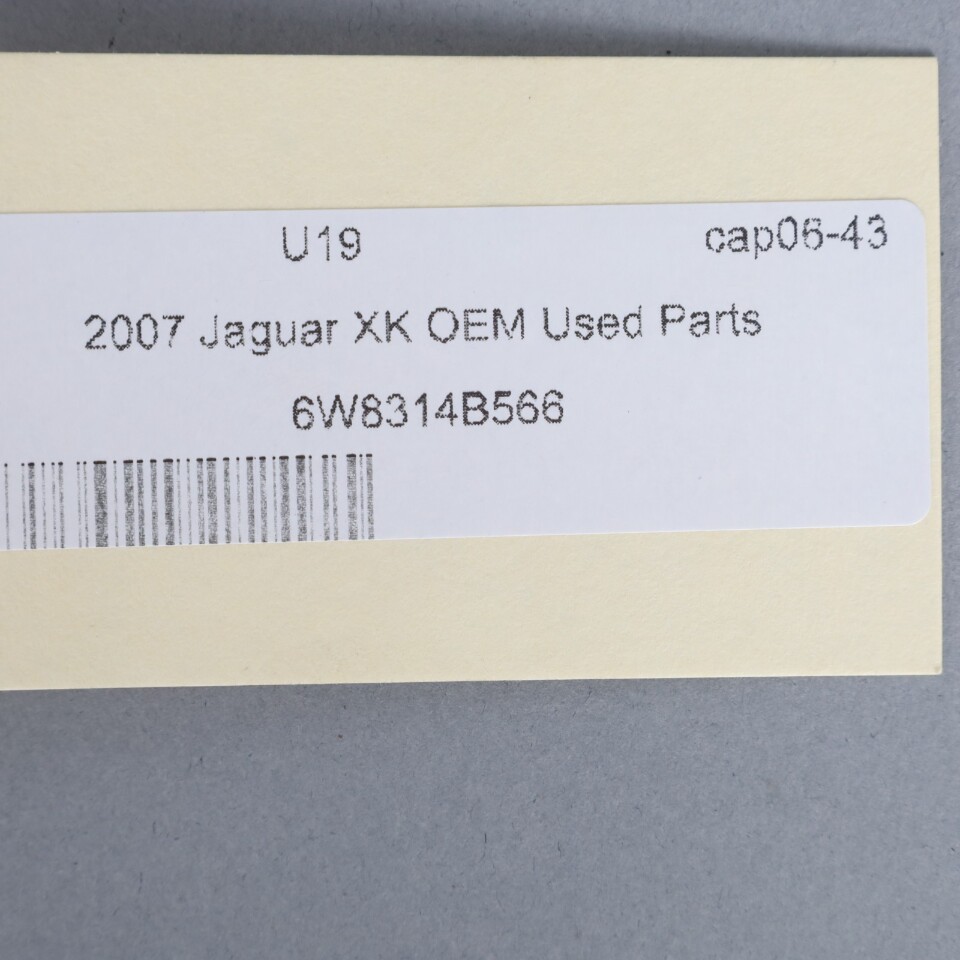 U19 cap06-43
2007 Jaguar XK OEM Used Parts
6W8314B566